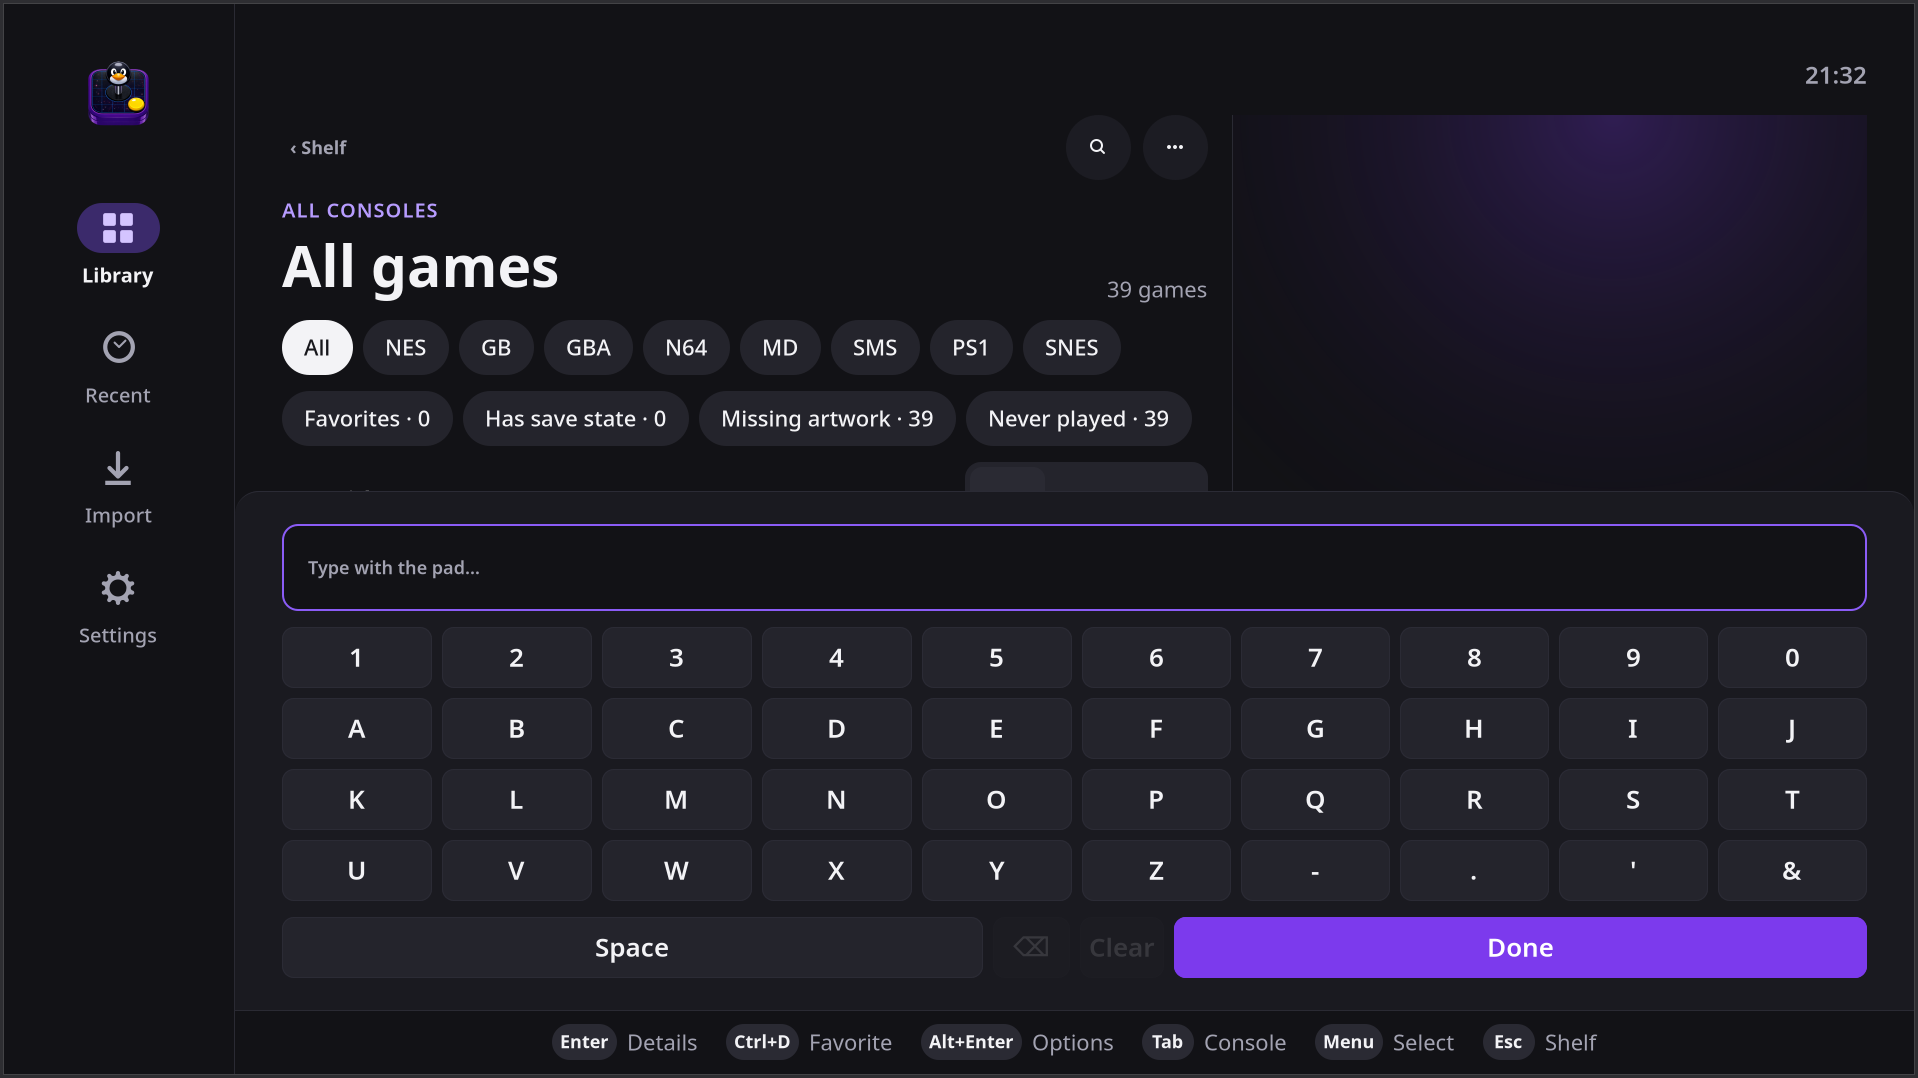 21:32
‹ Shelf
ALL CONSOLES
All games
39 games
All NES GB GBA N64 MD SMS PS1 SNES
Favorites · 0 Has save state · 0 Missing artwork · 39 Never played · 39
Library
Recent
Import
Settings
Type with the pad...
1 2 3 4 5 6 7 8 9 0
A B C D E F G H I J
K L M N O P Q R S T
U V W X Y Z - . ' &
Space ⌫ Clear Done
Enter Details Ctrl+D Favorite Alt+Enter Options Tab Console Menu Select Esc Shelf